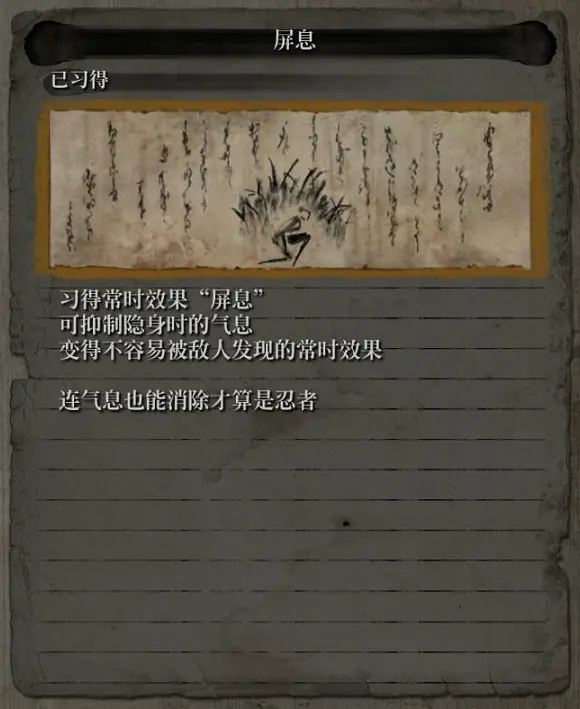 屏息
已习得
习得常时效果“屏息”
可抑制隐身时的气息
变得不容易被敌人发现的常时效果
连气息也能消除才算是忍者